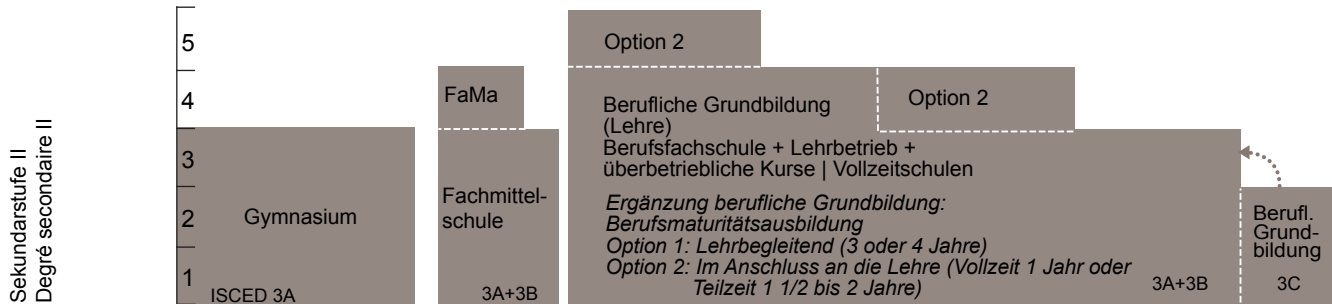 Sekundarstufe II
Degré secondaire II
5
4
3
2
1
Gymnasium
ISCED 3A
FaMa
Fachmittel-
schule
3A+3B
Option 2
Option 2
Berufliche Grundbildung
(Lehre)
Berufsfachschule + Lehrbetrieb +
überbetriebliche Kurse | Vollzeitschulen
Ergänzung berufliche Grundbildung:
Berufsmaturitätsausbildung
Option 1: Lehrbegleitend (3 oder 4 Jahre)
Option 2: Im Anschluss an die Lehre (Vollzeit 1 Jahr oder
Teilzeit 1 1/2 bis 2 Jahre)
3A+3B
Berufl.
Grund-
bildung
3C